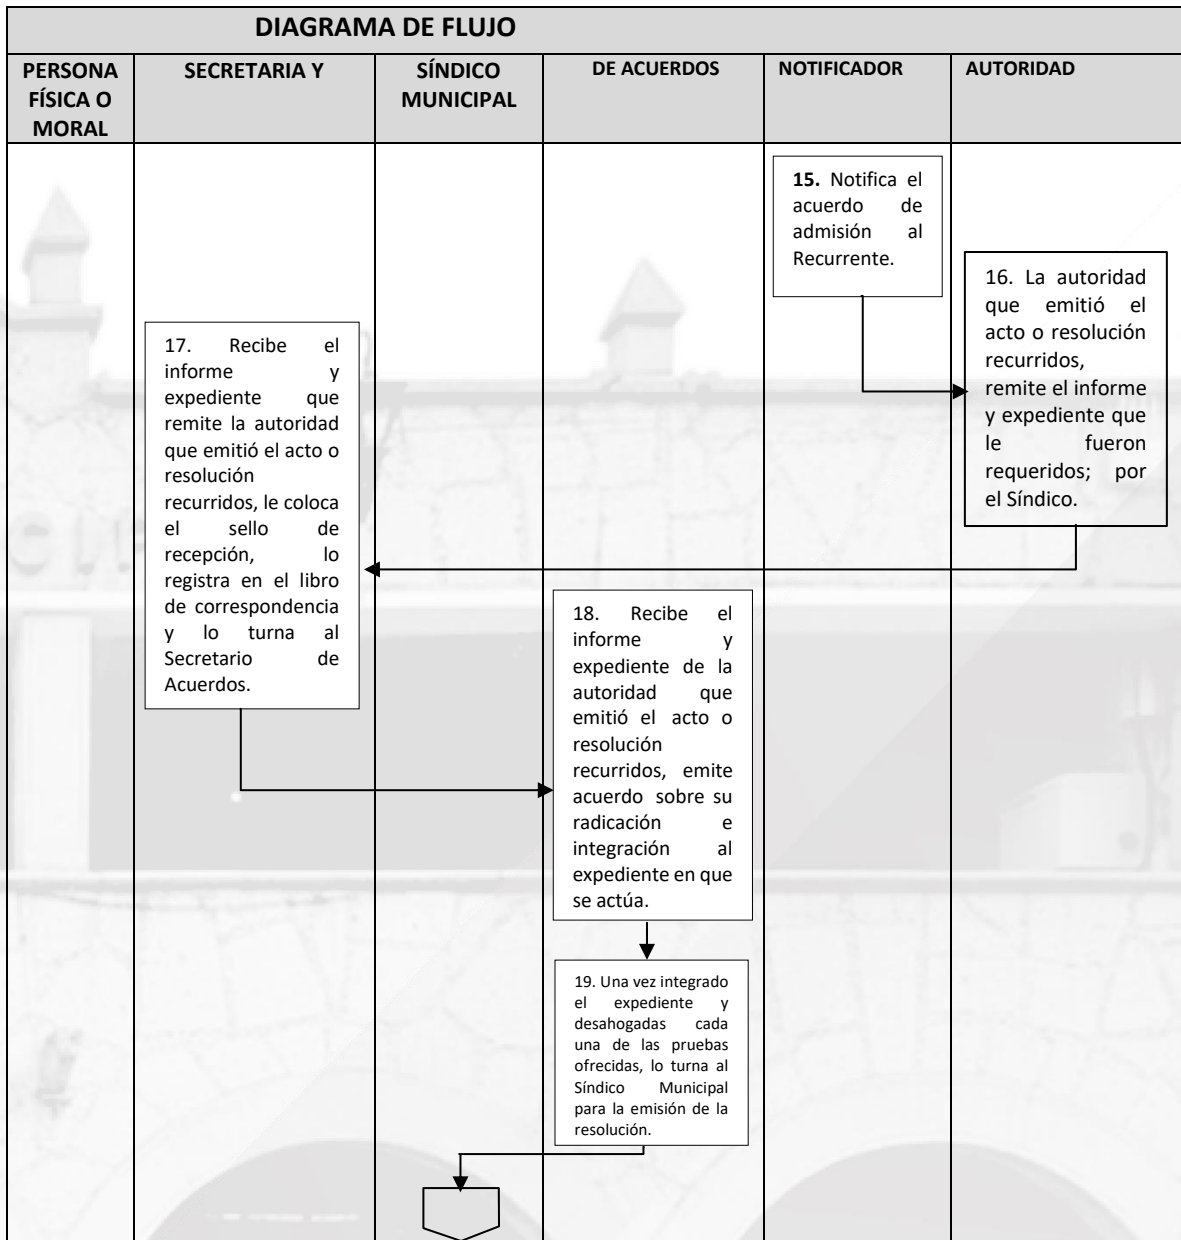 DIAGRAMA DE FLUJO
PERSONA
FÍSICA O
MORAL
SECRETARIA Y
SÍNDICO
MUNICIPAL
DE ACUERDOS
NOTIFICADOR
AUTORIDAD
15. Notifica el
acuerdo de
admisión al
Recurrente.
16. La autoridad
que emitió el
acto o resolución
recurridos,
remite el informe
y expediente que
le fueron
requeridos; por
el Síndico.
17. Recibe el
informe y
expediente que
remite la autoridad
que emitió el acto o
resolución
recurridos, le coloca
el sello de
recepción, lo
registra en el libro
de correspondencia
y lo turna al
Secretario de
Acuerdos.
18. Recibe el
informe y
expediente de la
autoridad que
emitió el acto o
resolución
recurridos, emite
acuerdo sobre su
radicación e
integración al
expediente en que
se actúa.
19. Una vez integrado
el expediente y
desahogadas cada
una de las pruebas
ofrecidas, lo turna al
Síndico Municipal
para la emisión de la
resolución.